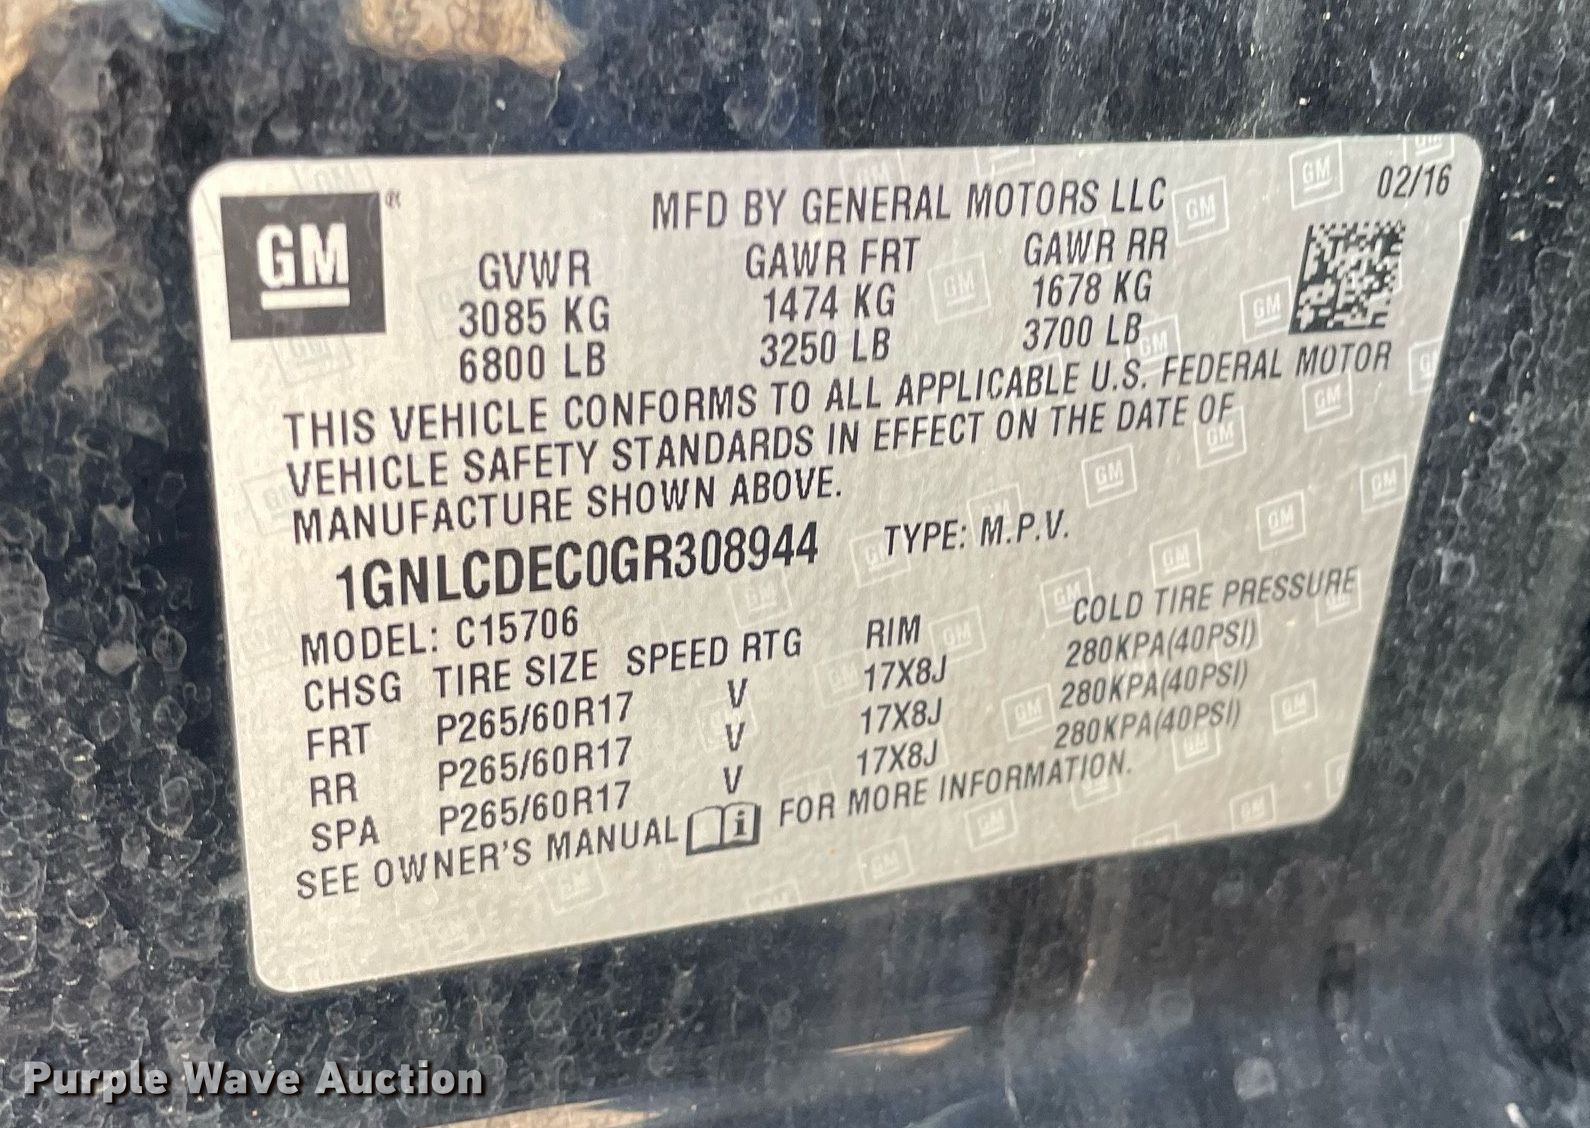 GM®
MFD BY GENERAL MOTORS LLC
02/16
GVWR GAWR FRT GAWR RR
3085 KG 1474 KG 1678 KG
6800 LB 3250 LB 3700 LB
THIS VEHICLE CONFORMS TO ALL APPLICABLE U.S. FEDERAL MOTOR
VEHICLE SAFETY STANDARDS IN EFFECT ON THE DATE OF
MANUFACTURE SHOWN ABOVE.
1GNLCDEC0GR308944 TYPE: M.P.V.
MODEL: C15706
CHSG TIRE SIZE SPEED RTG RIM COLD TIRE PRESSURE
FRT P265/60R17 V 17X8J 280KPA(40PSI)
RR P265/60R17 V 17X8J 280KPA(40PSI)
SPA P265/60R17 V 17X8J 280KPA(40PSI)
SEE OWNER'S MANUAL i FOR MORE INFORMATION.
Purple Wave Auction